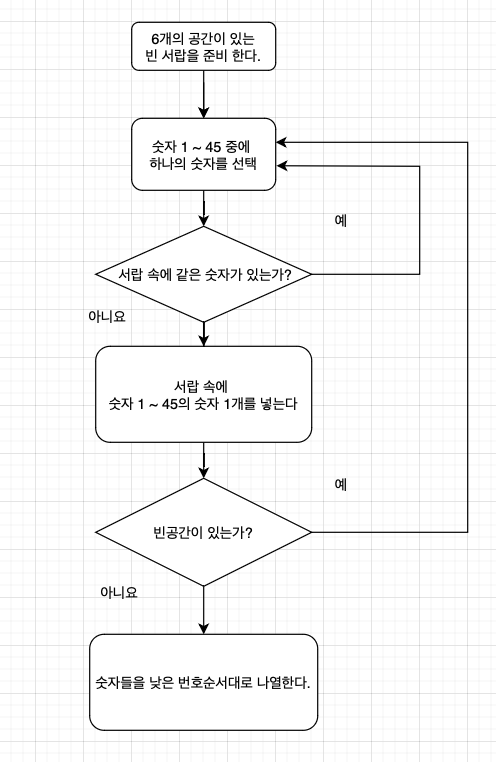 6개의 공간이 있는
빈 서랍을 준비 한다.
숫자 1 ~ 45 중에
하나의 숫자를 선택
예
서랍 속에 같은 숫자가 있는가?
아니요
서랍 속에
숫자 1 ~ 45의 숫자 1개를 넣는다
예
빈공간이 있는가?
아니요
숫자들을 낮은 번호순서대로 나열한다.